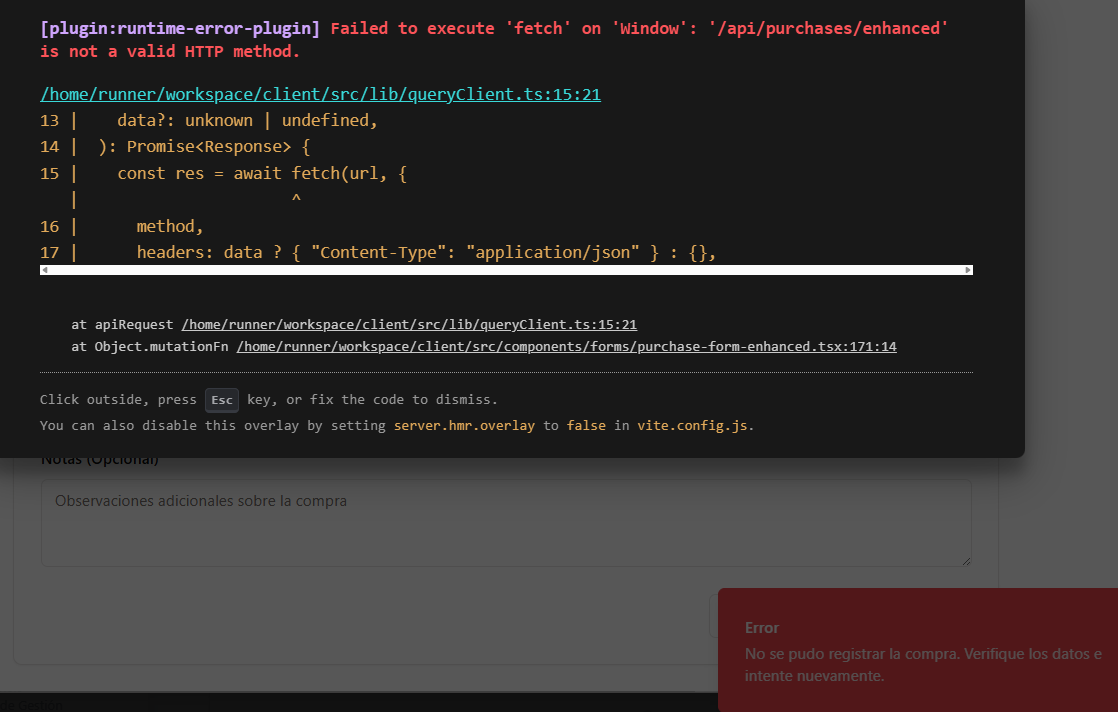 [plugin:runtime-error-plugin] Failed to execute 'fetch' on 'Window': '/api/purchases/enhanced'
is not a valid HTTP method.
/home/runner/workspace/client/src/lib/queryClient.ts:15:21
13 |    data?: unknown | undefined,
14 |  ): Promise<Response> {
15 |    const res = await fetch(url, {
|                      ^
16 |      method,
17 |      headers: data ? { "Content-Type": "application/json" } : {},
at apiRequest /home/runner/workspace/client/src/lib/queryClient.ts:15:21
at Object.mutationFn /home/runner/workspace/client/src/components/forms/purchase-form-enhanced.tsx:171:14
Click outside, press Esc key, or fix the code to dismiss.
You can also disable this overlay by setting server.hmr.overlay to false in vite.config.js.
Notas (Opcional)
Observaciones adicionales sobre la compra
Error
No se pudo registrar la compra. Verifique los datos e
intente nuevamente.